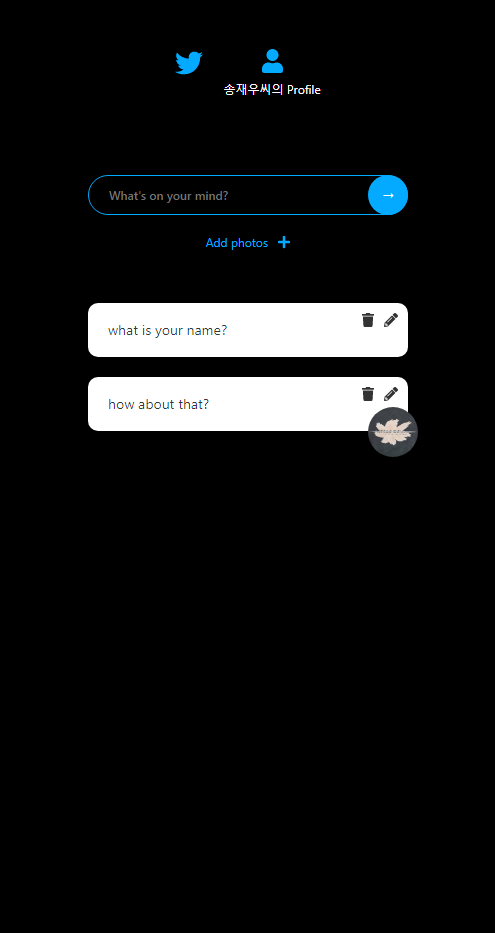 송재우씨의 Profile
What's on your mind?
→
Add photos +
what is your name?
how about that?